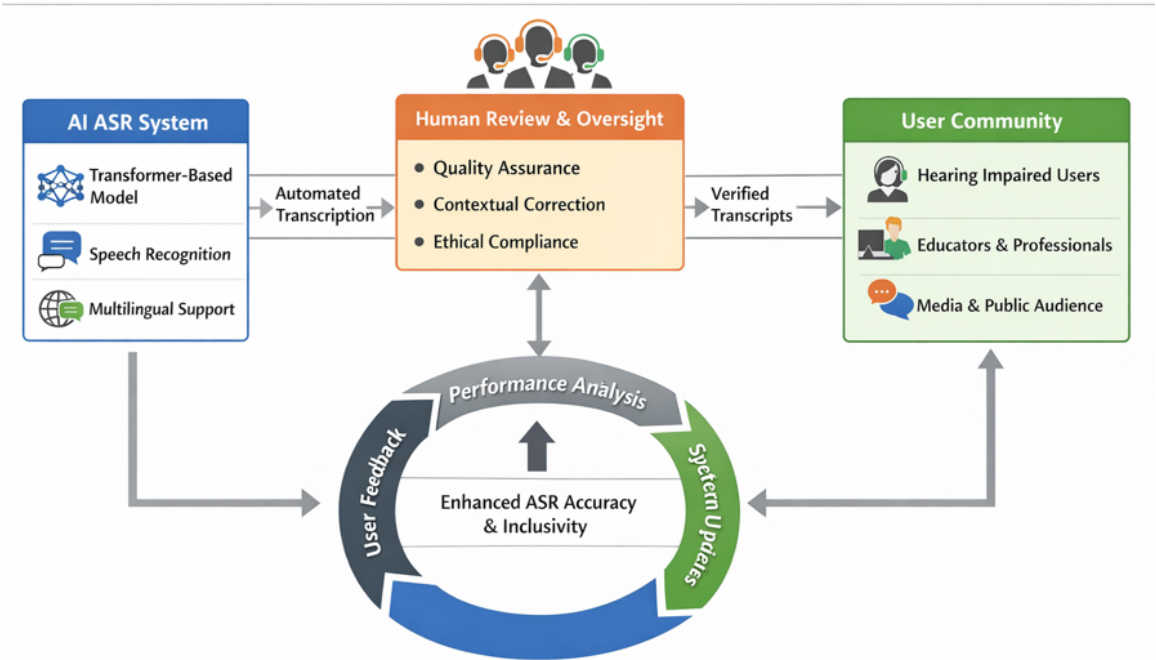 AI ASR System
Transformer-Based
Model
Speech Recognition
Multilingual Support
Automated
Transcription
Human Review & Oversight
Quality Assurance
Contextual Correction
Ethical Compliance
Verified
Transcripts
User Community
Hearing Impaired Users
Educators & Professionals
Media & Public Audience
Performance Analysis
User Feedback
Enhanced ASR Accuracy
& Inclusivity
Syetern Updates